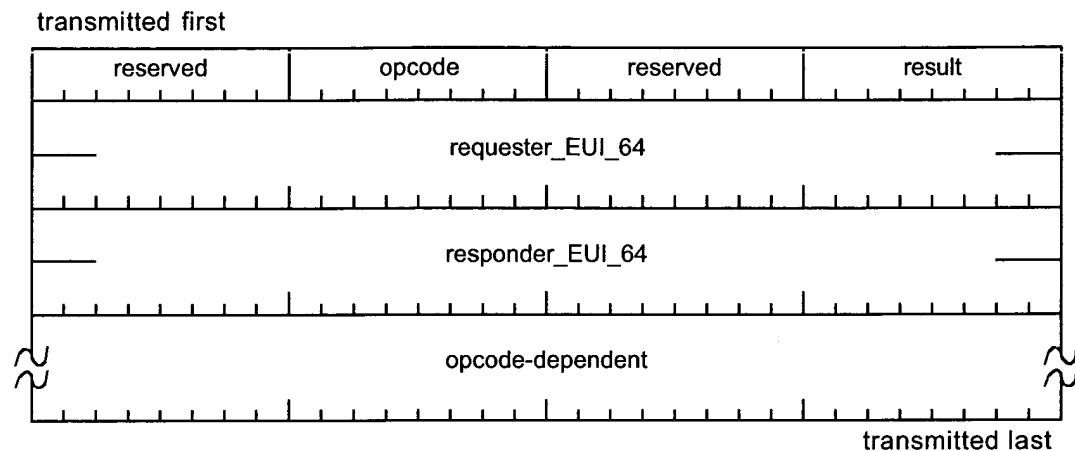 transmitted first
reserved opcode reserved result
requester_EUI_64
responder_EUI_64
opcode-dependent
transmitted last